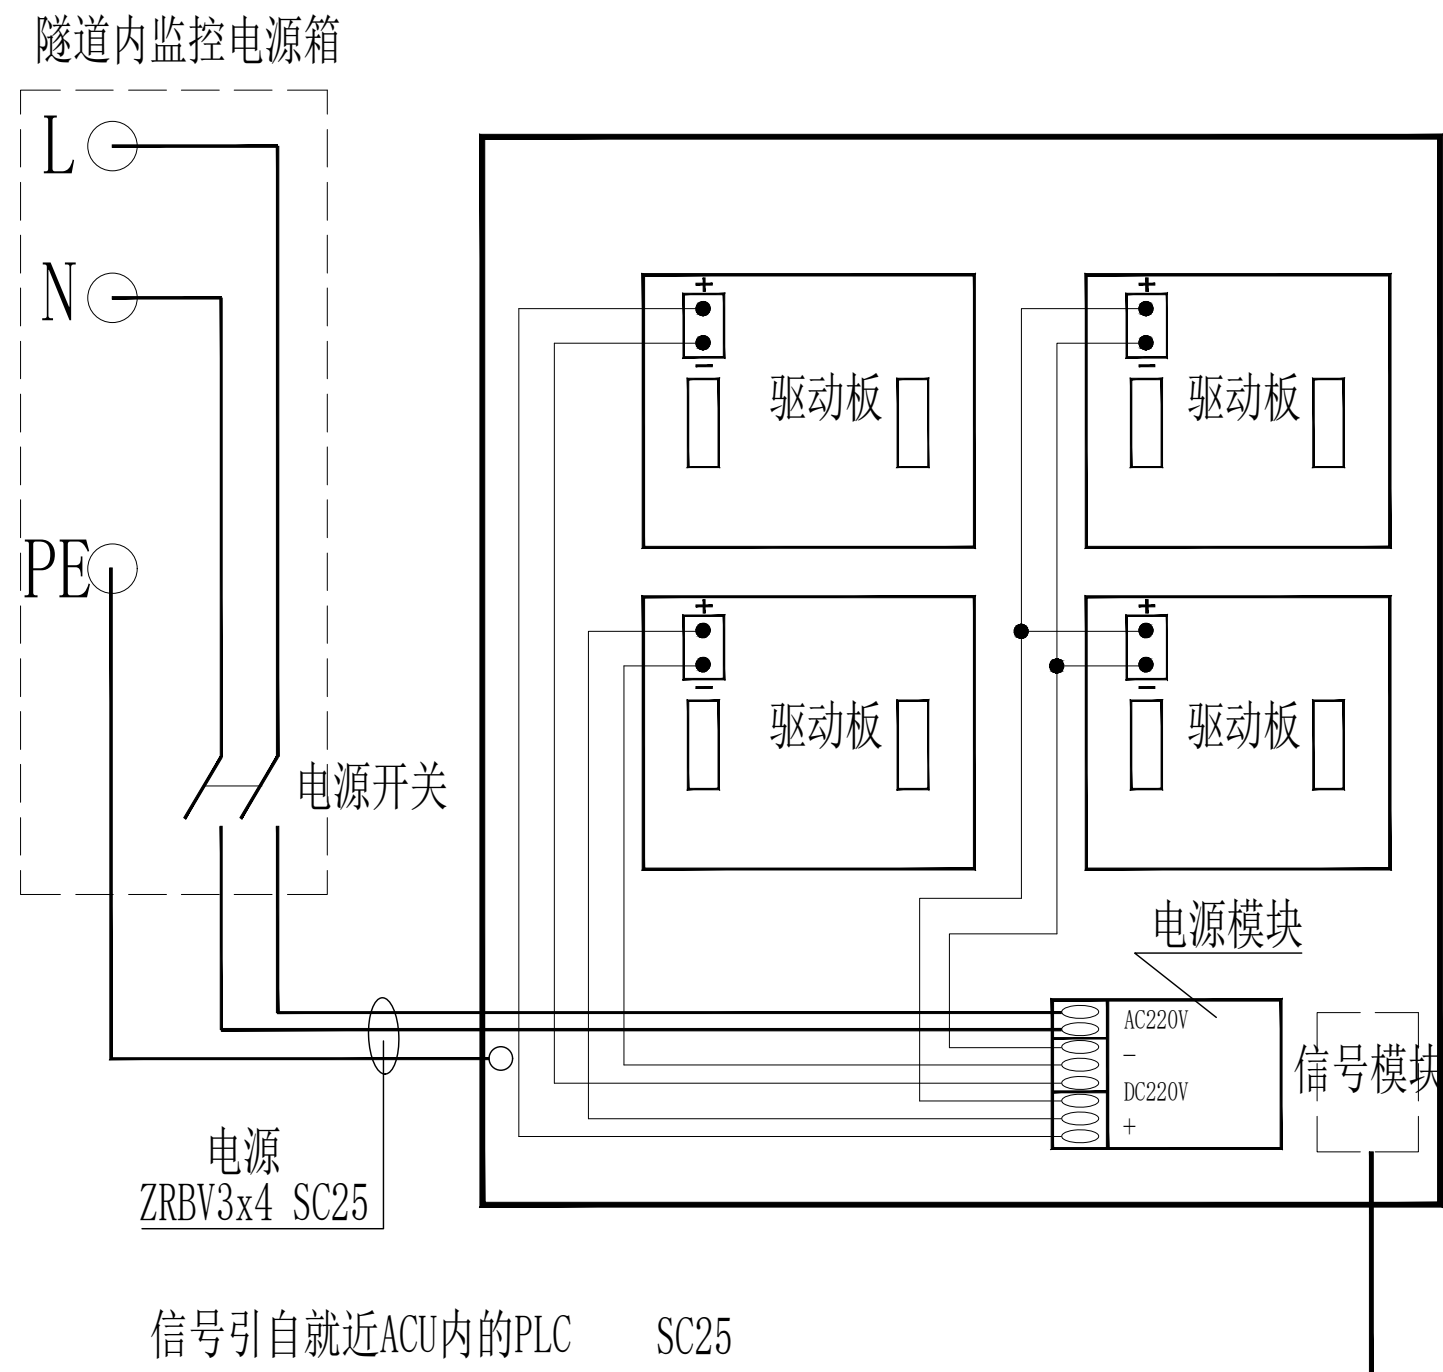 隧道内监控电源箱
L
N
PE
电源开关
+
-
驱动板
+
-
驱动板
+
-
驱动板
+
-
驱动板
电源模块
AC220V
-
DC220V
+
信号模块
电源
ZRBV3x4 SC25
信号引自就近ACU内的PLC SC25